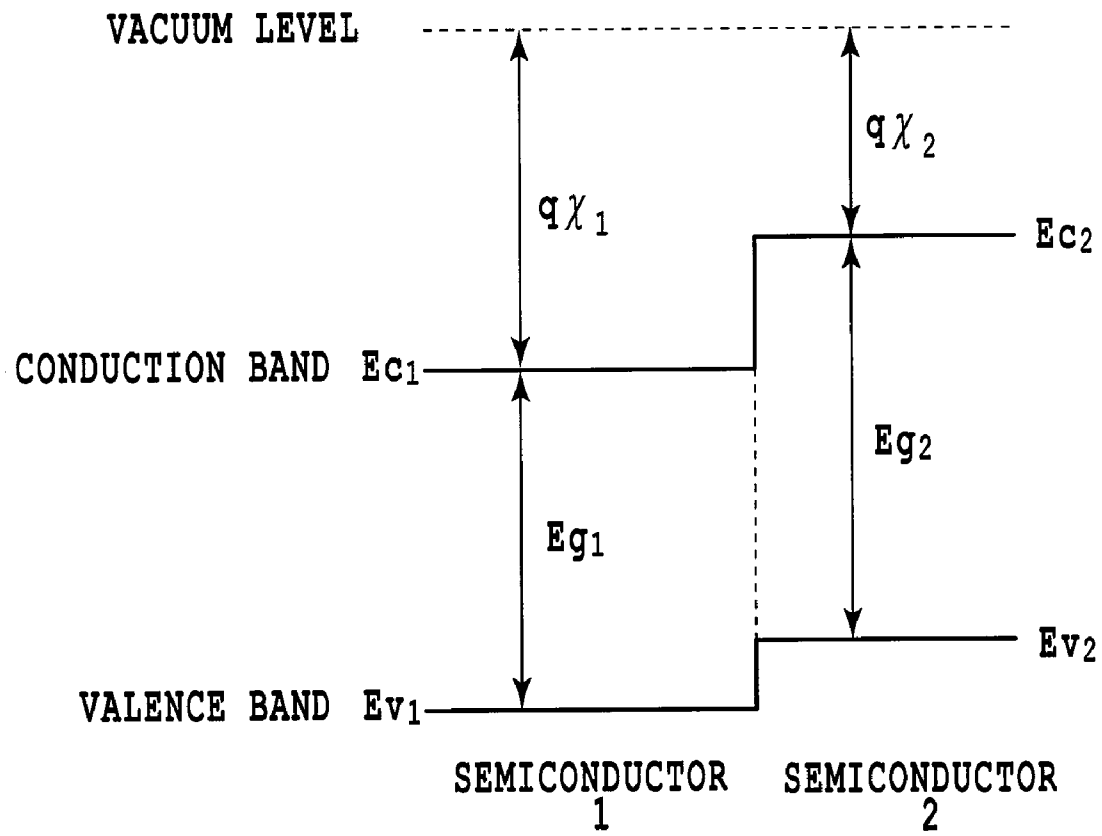 VACUUM LEVEL
qχ2
qχ1
Ec2
CONDUCTION BAND Ec1
Eg2
Eg1
Ev2
VALENCE BAND Ev1
SEMICONDUCTOR 1
SEMICONDUCTOR 2